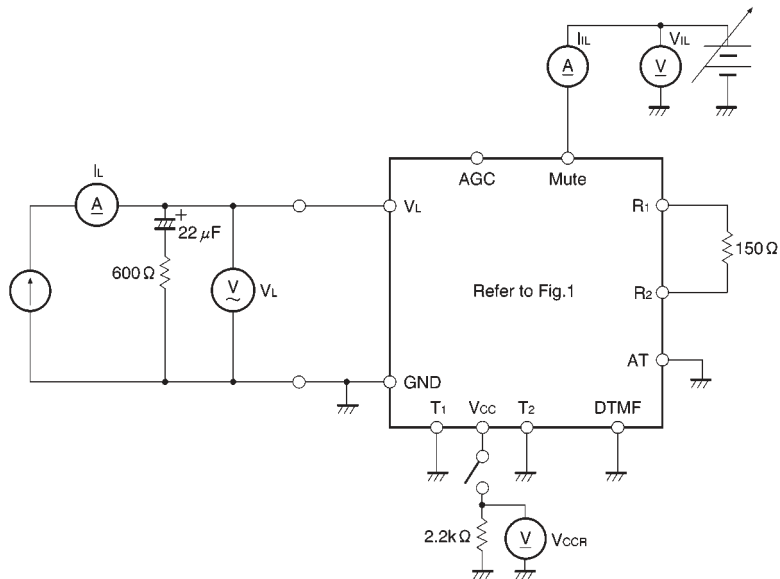 IIL
VIL
A
V
IL
A
AGC
Mute
VL
R1
+
22 μF
600 Ω
V
~
VL
150 Ω
Refer to Fig.1
R2
AT
GND
T1
VCC
T2
DTMF
2.2k Ω
V
VCCR